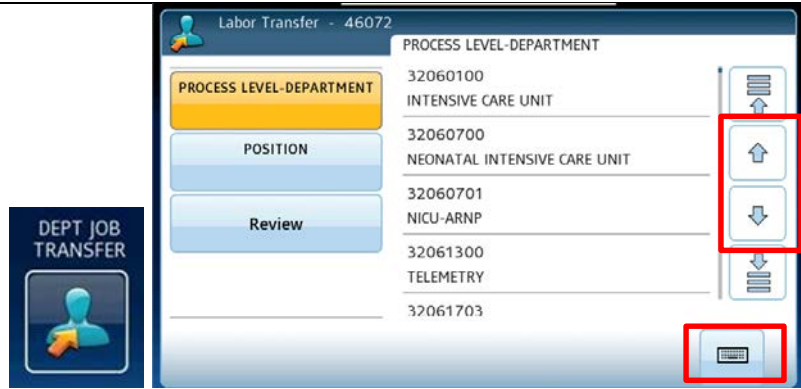 Labor Transfer - 46072
PROCESS LEVEL-DEPARTMENT
PROCESS LEVEL-DEPARTMENT
POSITION
Review
32060100
INTENSIVE CARE UNIT
32060700
NEONATAL INTENSIVE CARE UNIT
32060701
NICU-ARNP
32061300
TELEMETRY
32061703
DEPT JOB
TRANSFER